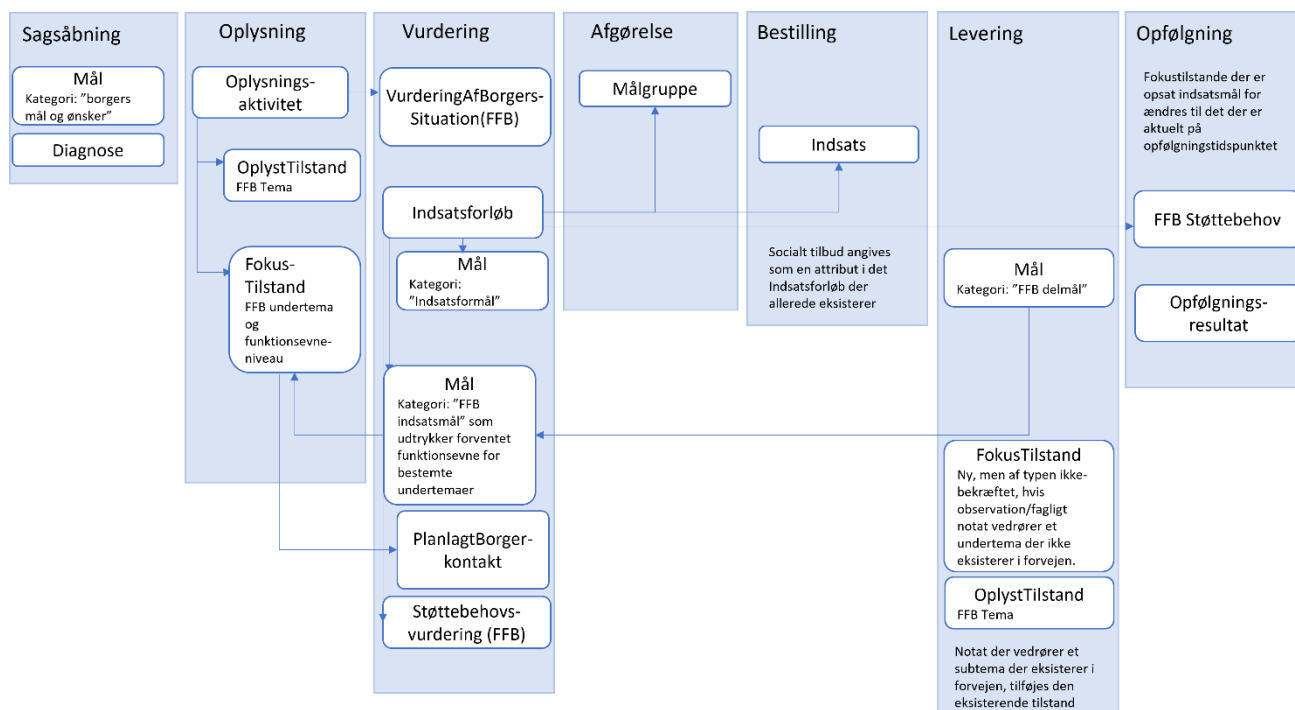 Sagsåbning
Mål
Kategori: ”borgers
mål og ønsker”
Diagnose
Oplysning
Oplysnings-
aktivitet
OplystTilstand
FFB Tema
Fokus-
Tilstand
FFB undertema
og
funktionsevne-
niveau
Vurdering
VurderingAfBorgers-
Situation(FFB)
Indsatsforløb
Mål
Kategori:
”Indsatsformål”
Mål
Kategori: ”FFB
indsatsmål” som
udtrykker forventet
funktionsevne for
bestemte
undertemaer
PlanlagtBorger-
kontakt
Støttebehovs-
vurdering (FFB)
Afgørelse
Målgruppe
Bestilling
Indsats
Socialt tilbud angives
som en attribut i det
Indsatsforløb der
allerede eksisterer
Levering
Mål
Kategori: ”FFB delmål”
FokusTilstand
Ny, men af typen ikke-
bekræftet, hvis
observation/fagligt
notat vedrører et
undertema der ikke
eksisterer i forvejen.
OplystTilstand
FFB Tema
Notat der vedrører et
subtema der eksisterer i
forvejen, tilføjes den
eksisterende tilstand
Opfølgning
Fokustilstande der er
opsat indsatsmål for
ændres til det der er
aktuelt på
opfølgningstidspunktet
FFB Støttebehov
Opfølgnings-
resultat